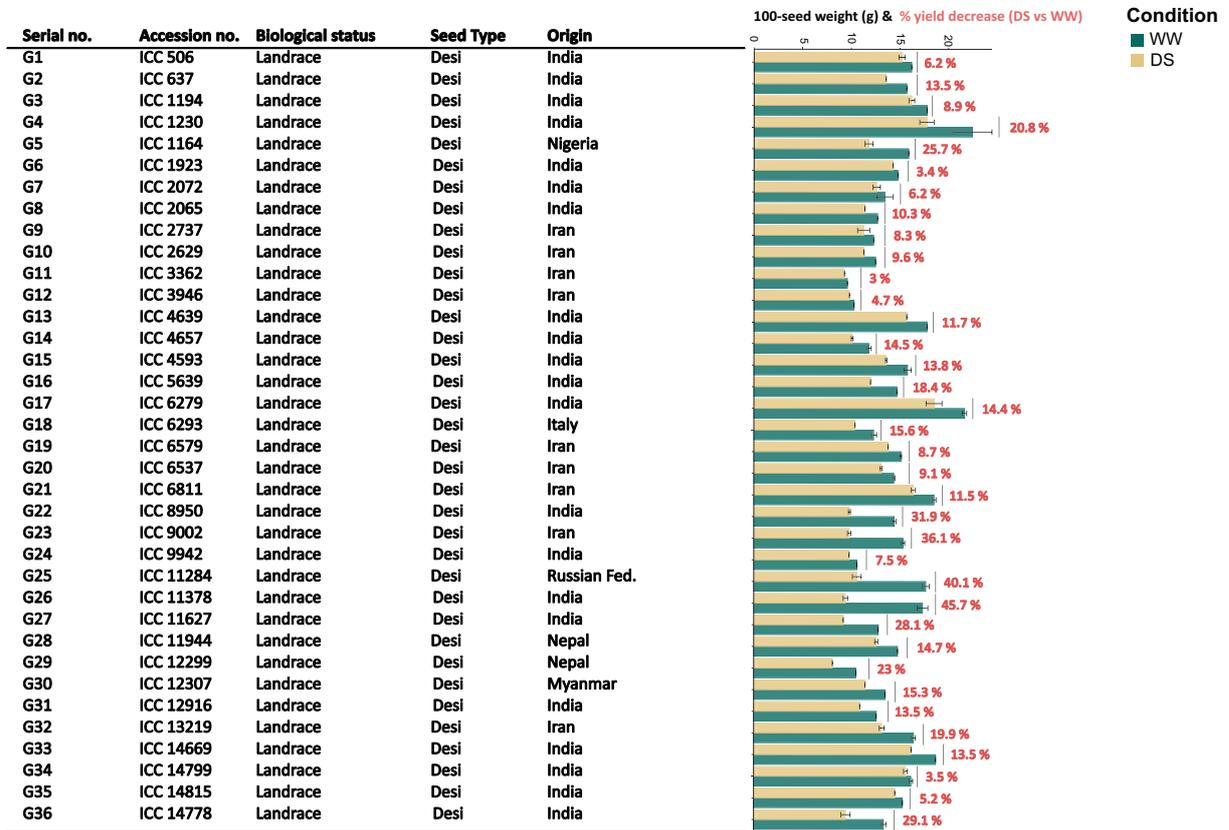 100-seed weight (g) & % yield decrease (DS vs WW)
Condition
WW
DS
Serial no. Accession no. Biological status Seed Type Origin 0 5 10 15 20
G1 ICC 506 Landrace Desi India 6.2 %
G2 ICC 637 Landrace Desi India 13.5 %
G3 ICC 1194 Landrace Desi India 8.9 %
G4 ICC 1230 Landrace Desi India 20.8 %
G5 ICC 1164 Landrace Desi Nigeria 25.7 %
G6 ICC 1923 Landrace Desi India 3.4 %
G7 ICC 2072 Landrace Desi India 6.2 %
G8 ICC 2065 Landrace Desi India 10.3 %
G9 ICC 2737 Landrace Desi Iran 8.3 %
G10 ICC 2629 Landrace Desi Iran 9.6 %
G11 ICC 3362 Landrace Desi Iran 3 %
G12 ICC 3946 Landrace Desi Iran 4.7 %
G13 ICC 4639 Landrace Desi India 11.7 %
G14 ICC 4657 Landrace Desi India 14.5 %
G15 ICC 4593 Landrace Desi India 13.8 %
G16 ICC 5639 Landrace Desi India 18.4 %
G17 ICC 6279 Landrace Desi India 14.4 %
G18 ICC 6293 Landrace Desi Italy 15.6 %
G19 ICC 6579 Landrace Desi Iran 8.7 %
G20 ICC 6537 Landrace Desi Iran 9.1 %
G21 ICC 6811 Landrace Desi Iran 11.5 %
G22 ICC 8950 Landrace Desi India 31.9 %
G23 ICC 9002 Landrace Desi Iran 36.1 %
G24 ICC 9942 Landrace Desi India 7.5 %
G25 ICC 11284 Landrace Desi Russian Fed. 40.1 %
G26 ICC 11378 Landrace Desi India 45.7 %
G27 ICC 11627 Landrace Desi India 28.1 %
G28 ICC 11944 Landrace Desi Nepal 14.7 %
G29 ICC 12299 Landrace Desi Nepal 23 %
G30 ICC 12307 Landrace Desi Myanmar 15.3 %
G31 ICC 12916 Landrace Desi India 13.5 %
G32 ICC 13219 Landrace Desi Iran 19.9 %
G33 ICC 14669 Landrace Desi India 13.5 %
G34 ICC 14799 Landrace Desi India 3.5 %
G35 ICC 14815 Landrace Desi India 5.2 %
G36 ICC 14778 Landrace Desi India 29.1 %